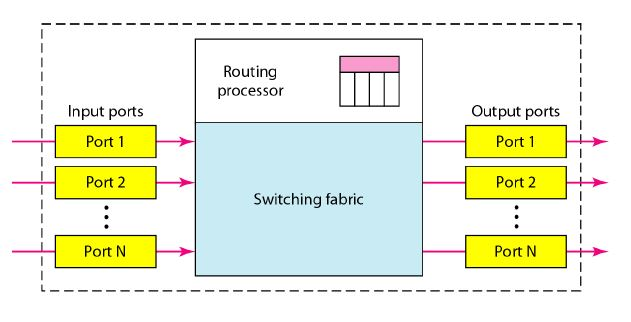 Routing
processor
Input ports
Output ports
Port 1
Port 1
Port 2
Port 2
Switching fabric
Port N
Port N